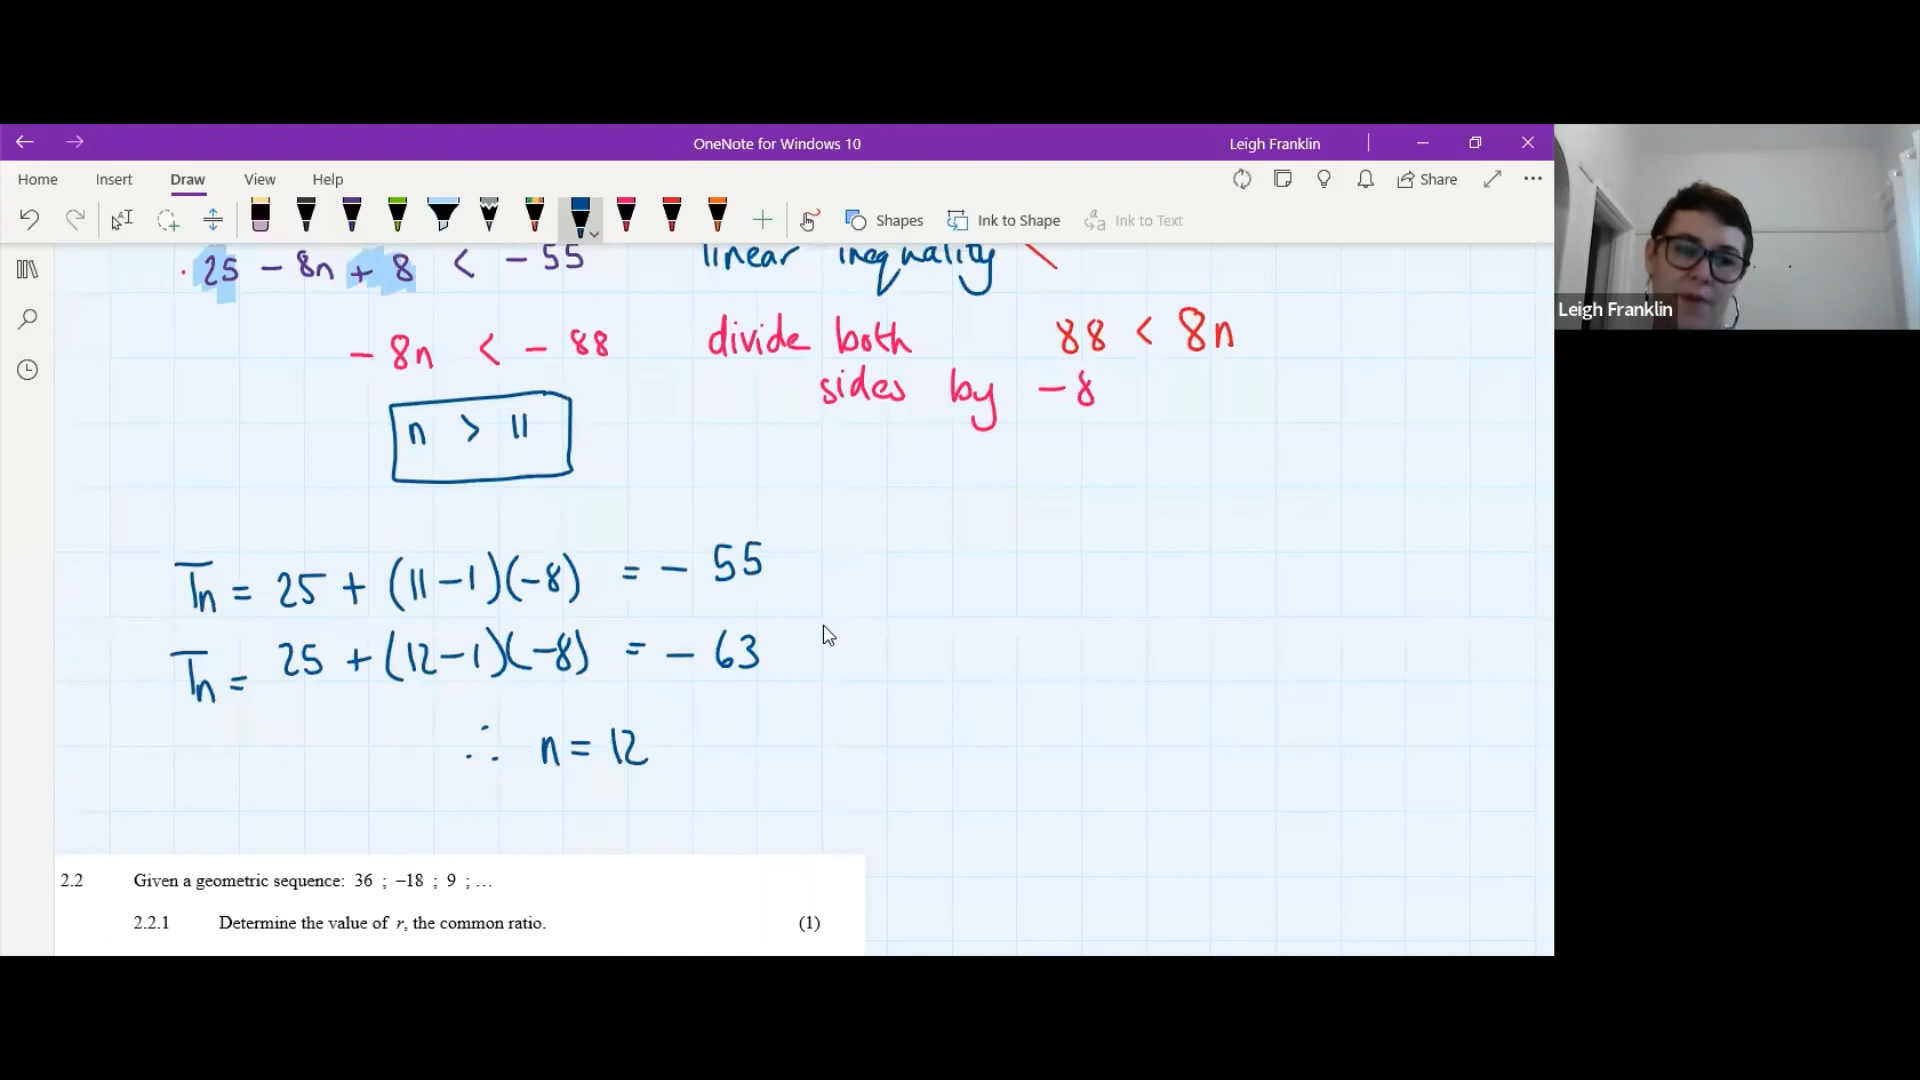 OneNote for Windows 10
Leigh Franklin
Home Insert Draw View Help
Share
Shapes Ink to Shape Ink to Text
25 - 8n + 8 < - 55
linear inequality
- 8n < - 88
divide both
88 < 8n
sides by - 8
n > 11
Tn = 25 + (11 - 1)(-8) = - 55
Tn = 25 + (12 - 1)(-8) = - 63
∴ n = 12
2.2 Given a geometric sequence: 36 ; −18 ; 9 ; …
2.2.1 Determine the value of r, the common ratio. (1)
Leigh Franklin